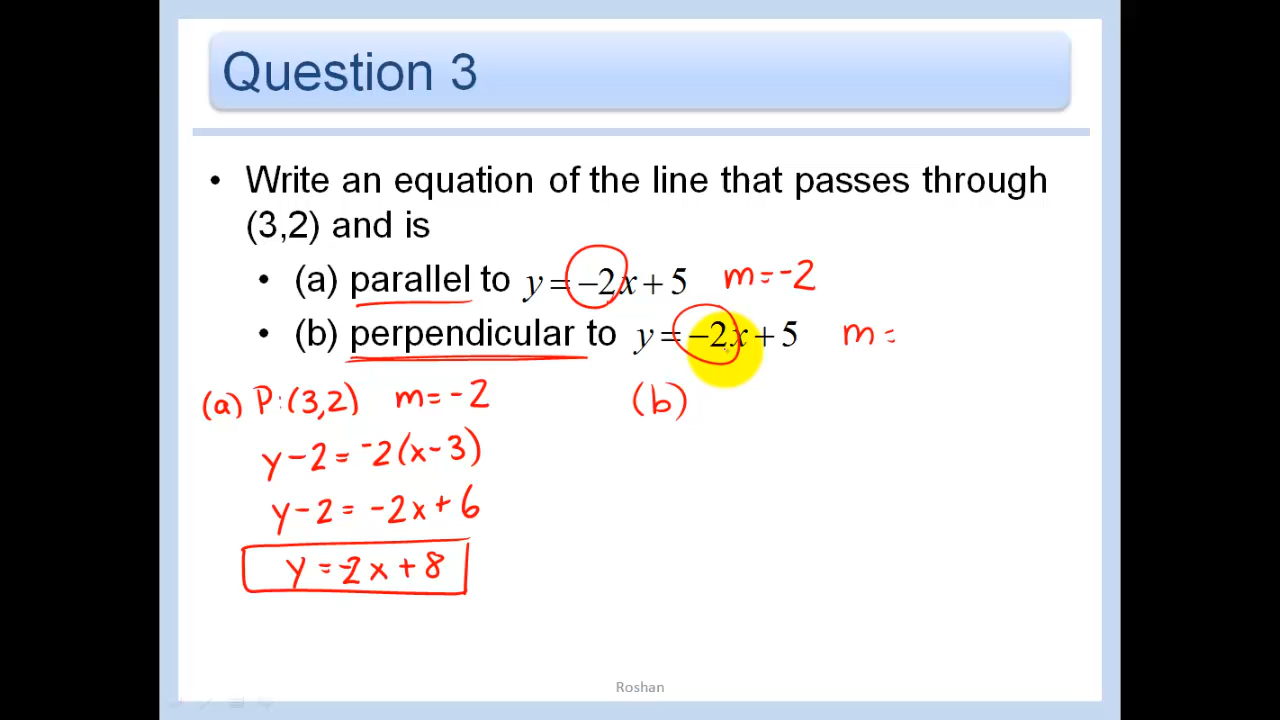 Question 3
• Write an equation of the line that passes through
(3,2) and is
• (a) parallel to y = −2x + 5 m = -2
• (b) perpendicular to y = −2x + 5 m =
(a) P: (3,2) m = -2
(b)
y - 2 = -2(x - 3)
y - 2 = -2x + 6
y = -2x + 8
Roshan